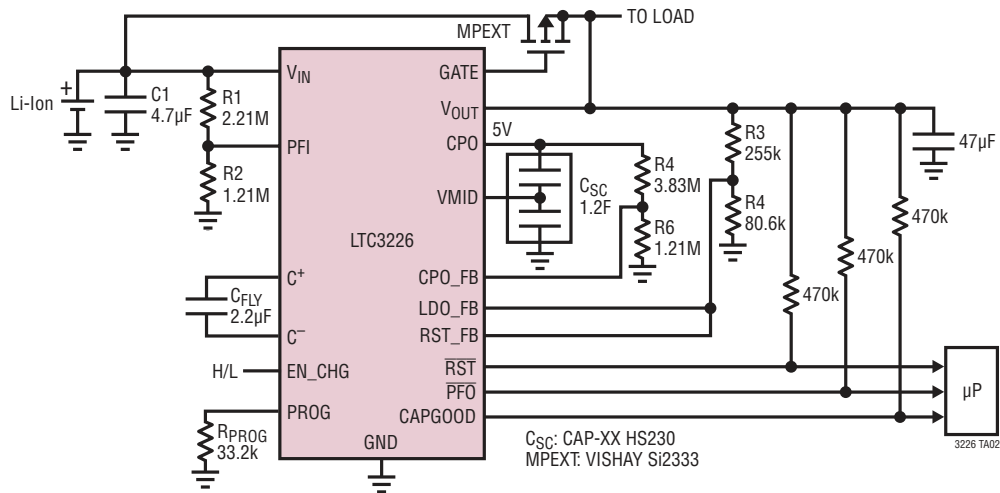 MPEXT
TO LOAD
VIN
GATE
Li-Ion
+
C1
4.7µF
R1
2.21M
VOUT
5V
R3
255k
47µF
PFI
CPO
R2
1.21M
R4
3.83M
VMID
CSC
1.2F
R4
80.6k
470k
LTC3226
R6
1.21M
470k
C+
CPO_FB
470k
CFLY
2.2µF
LDO_FB
C–
RST_FB
H/L
EN_CHG
RST
PFO
µP
PROG
CAPGOOD
RPROG
33.2k
GND
CSC: CAP-XX HS230
MPEXT: VISHAY Si2333
3226 TA02